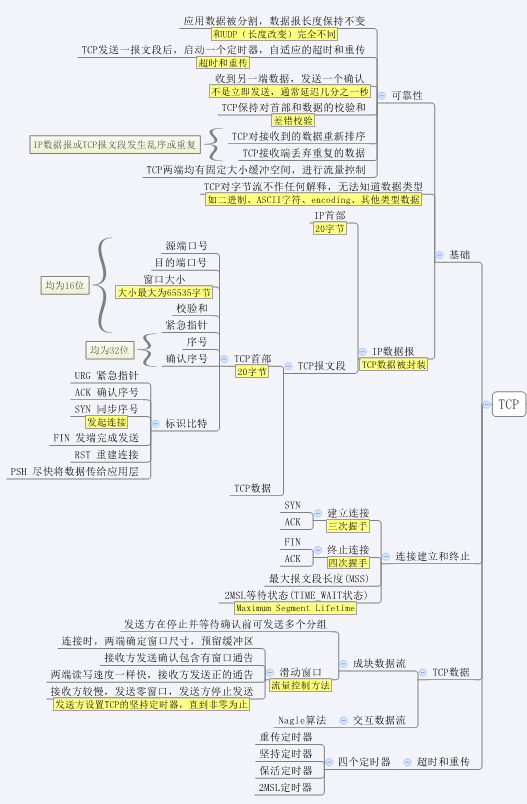 应用数据被分割，数据报长度保持不变
和UDP（长度改变）完全不同
TCP发送一报文段后，启动一个定时器，自适应的超时和重传
超时和重传
收到另一端数据，发送一个确认
不是立即发送，通常延迟几分之一秒
可靠性
TCP保持对首部和数据的校验和
差错校验
IP数据报或TCP报文段发生乱序或重复
TCP对接收到的数据重新排序
TCP接收端丢弃重复的数据
TCP两端均有固定大小缓冲空间，进行流量控制
TCP对字节流不作任何解释，无法知道数据类型
如二进制、ASCII字符、encoding、其他类型数据
IP首部
20字节
基础
源端口号
目的端口号
窗口大小
大小最大为65535字节
均为16位
校验和
紧急指针
序号
均为32位
确认序号
TCP首部
20字节
TCP报文段
IP数据报
TCP数据被封装
URG 紧急指针
ACK 确认序号
SYN 同步序号
发起连接
标识比特
FIN 发端完成发送
RST 重建连接
PSH 尽快将数据传给应用层
TCP数据
TCP
SYN
ACK
建立连接
三次握手
FIN
ACK
终止连接
四次握手
连接建立和终止
最大报文段长度(MSS)
2MSL等待状态(TIME_WAIT状态)
Maximum Segment Lifetime
发送方在停止并等待确认前可发送多个分组
连接时，两端确定窗口尺寸，预留缓冲区
接收方发送确认包含有窗口通告
两端读写速度一样快，接收方发送正的通告
接收方较慢，发送零窗口，发送方停止发送
发送方设置TCP的坚持定时器，直到非零为止
滑动窗口
流量控制方法
成块数据流
TCP数据
Nagle算法
交互数据流
重传定时器
坚持定时器
保活定时器
2MSL定时器
四个定时器
超时和重传